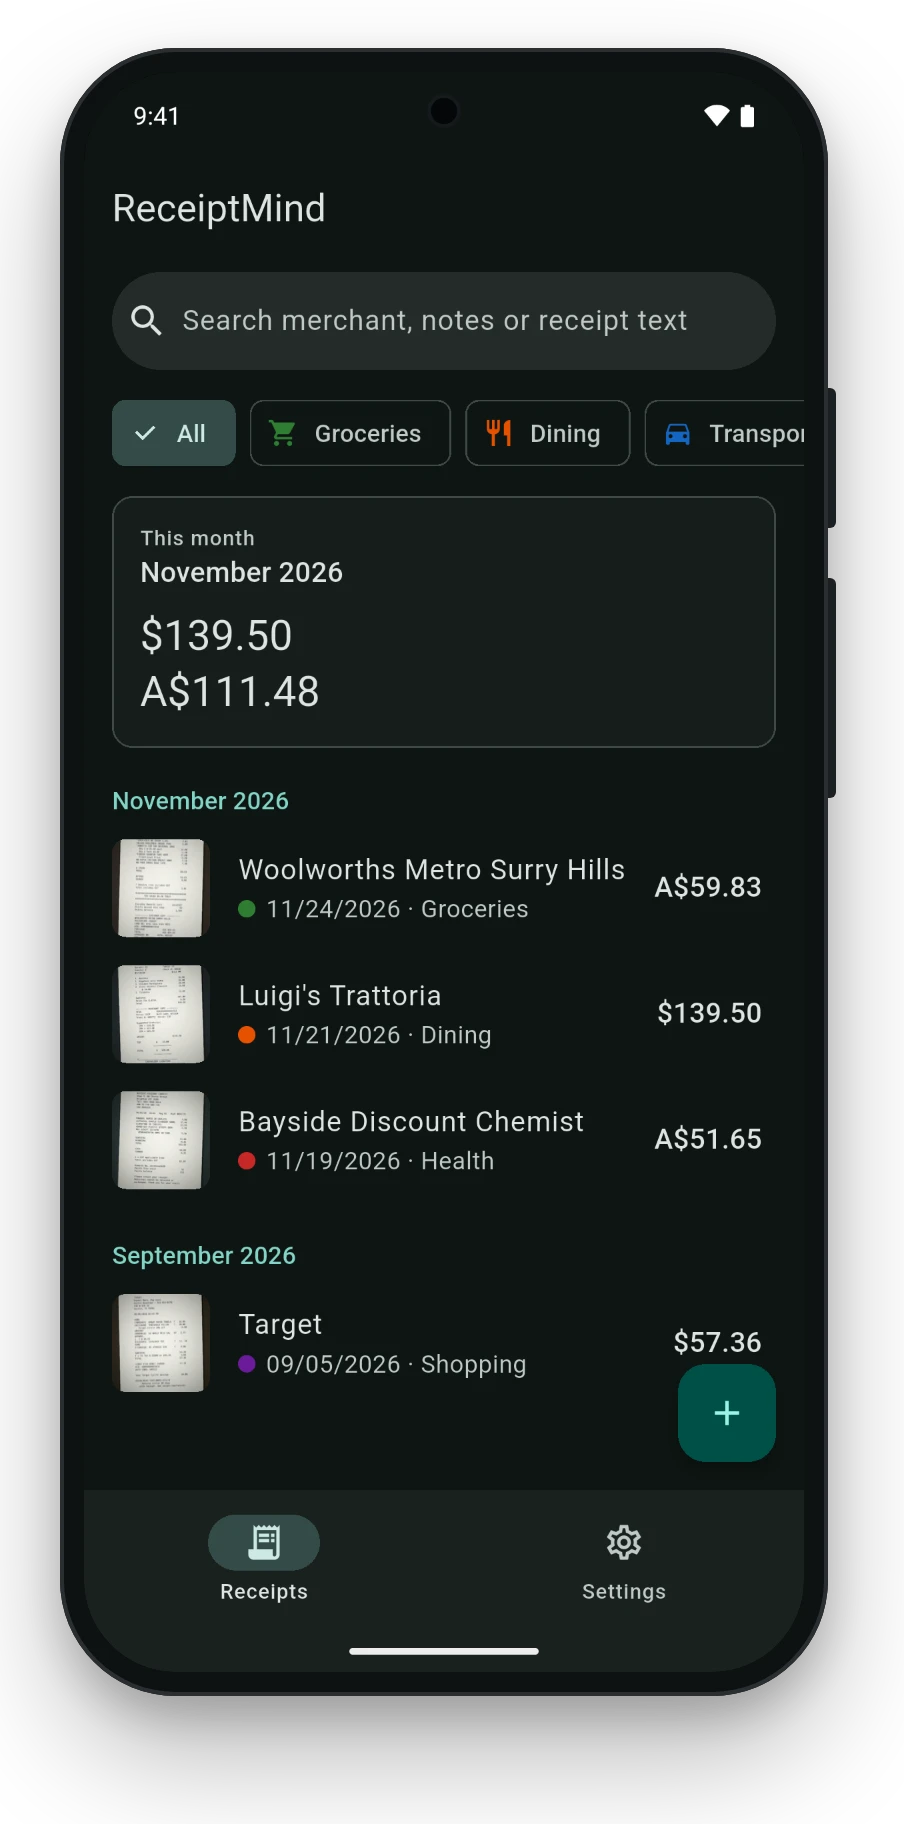 9:41
ReceiptMind
Search merchant, notes or receipt text
All
Groceries
Dining
Transpor
This month
November 2026
$139.50
A$111.48
November 2026
Woolworths Metro Surry Hills
A$59.83
11/24/2026 · Groceries
Luigi's Trattoria
$139.50
11/21/2026 · Dining
Bayside Discount Chemist
A$51.65
11/19/2026 · Health
September 2026
Target
$57.36
09/05/2026 · Shopping
+
Receipts
Settings